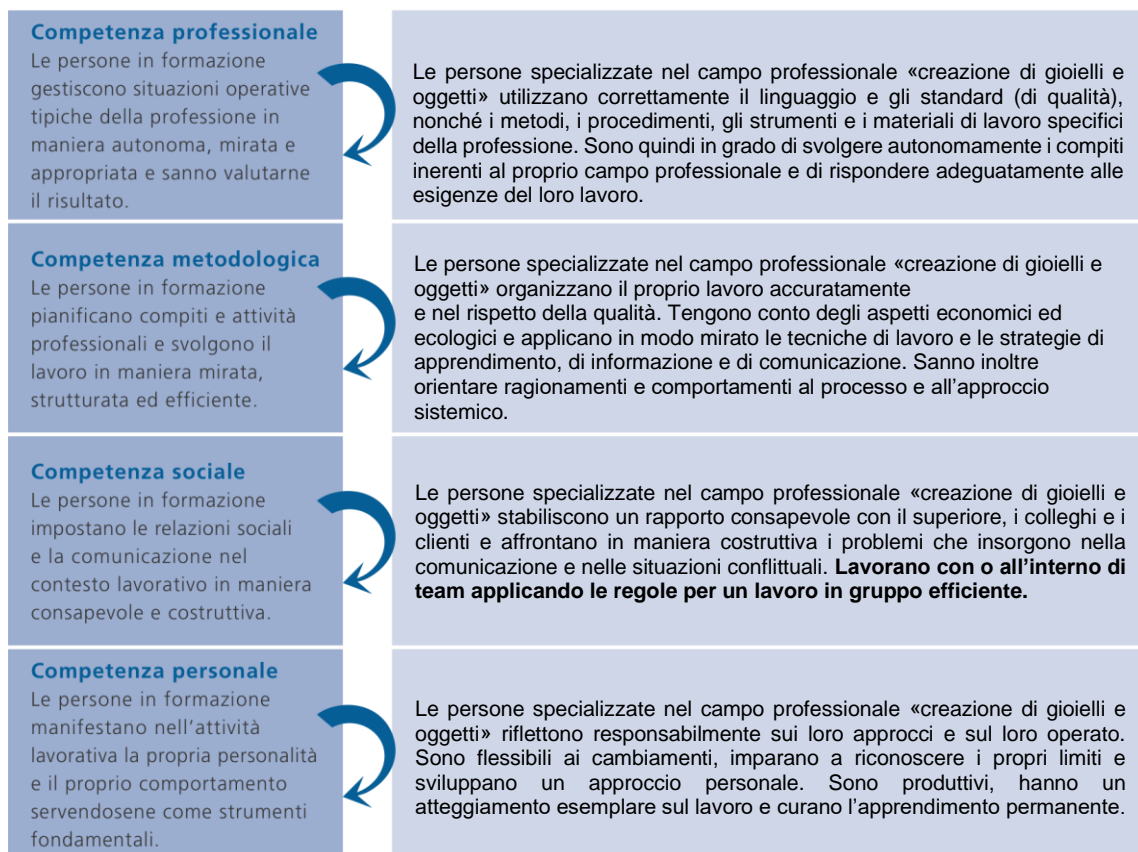 Competenza professionale
Le persone in formazione
gestiscono situazioni operative
tipiche della professione in
maniera autonoma, mirata e
appropriata e sanno valutarne
il risultato.
Le persone specializzate nel campo professionale «creazione di gioielli e
oggetti» utilizzano correttamente il linguaggio e gli standard (di qualità),
nonché i metodi, i procedimenti, gli strumenti e i materiali di lavoro specifici
della professione. Sono quindi in grado di svolgere autonomamente i compiti
inerenti al proprio campo professionale e di rispondere adeguatamente alle
esigenze del loro lavoro.
Competenza metodologica
Le persone in formazione
pianificano compiti e attività
professionali e svolgono il
lavoro in maniera mirata,
strutturata ed efficiente.
Le persone specializzate nel campo professionale «creazione di gioielli e
oggetti» organizzano il proprio lavoro accuratamente
e nel rispetto della qualità. Tengono conto degli aspetti economici ed
ecologici e applicano in modo mirato le tecniche di lavoro e le strategie di
apprendimento, di informazione e di comunicazione. Sanno inoltre
orientare ragionamenti e comportamenti al processo e all'approccio
sistemico.
Competenza sociale
Le persone in formazione
impostano le relazioni sociali
e la comunicazione nel
contesto lavorativo in maniera
consapevole e costruttiva.
Le persone specializzate nel campo professionale «creazione di gioielli e
oggetti» stabiliscono un rapporto consapevole con il superiore, i colleghi e i
clienti e affrontano in maniera costruttiva i problemi che insorgono nella
comunicazione e nelle situazioni conflittuali. Lavorano con o all'interno di
team applicando le regole per un lavoro in gruppo efficiente.
Competenza personale
Le persone in formazione
manifestano nell'attività
lavorativa la propria personalità
e il proprio comportamento
servendosene come strumenti
fondamentali.
Le persone specializzate nel campo professionale «creazione di gioielli e
oggetti» riflettono responsabilmente sui loro approcci e sul loro operato.
Sono flessibili ai cambiamenti, imparano a riconoscere i propri limiti e
sviluppano un approccio personale. Sono produttivi, hanno un
atteggiamento esemplare sul lavoro e curano l'apprendimento permanente.